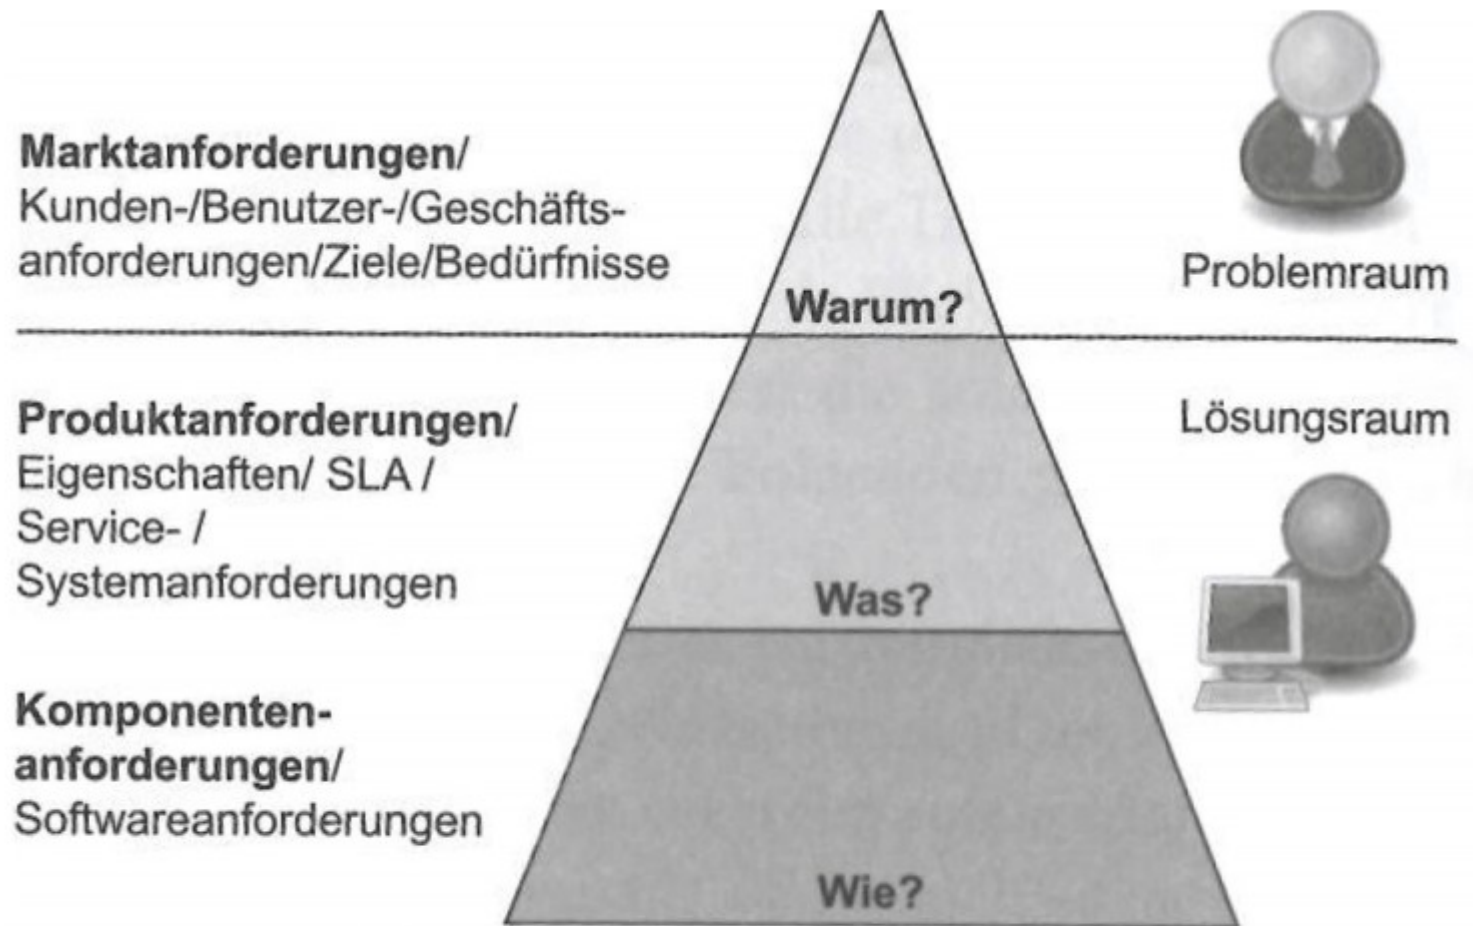 Marktanforderungen/
Kunden-/Benutzer-/Geschäfts-
anforderungen/Ziele/Bedürfnisse
Warum?
Problemraum
Produktanforderungen/
Eigenschaften/ SLA /
Service- /
Systemanforderungen
Was?
Lösungsraum
Komponenten-
anforderungen/
Softwareanforderungen
Wie?